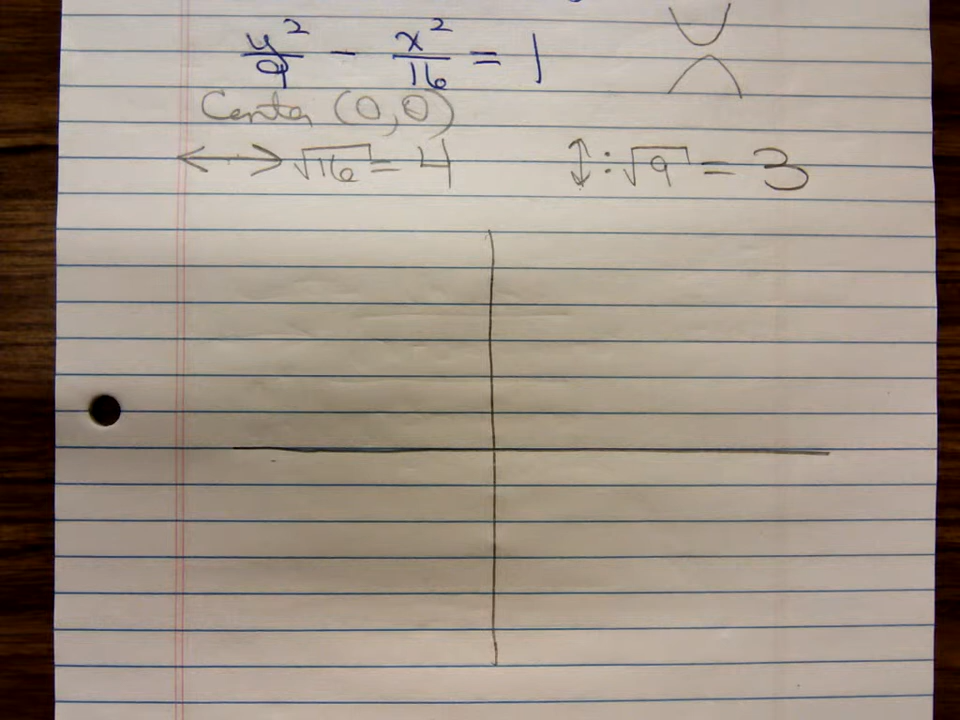 y²/9 - x²/16 = 1
Center (0,0)
↔ √16 = 4 ↕: √9 = 3